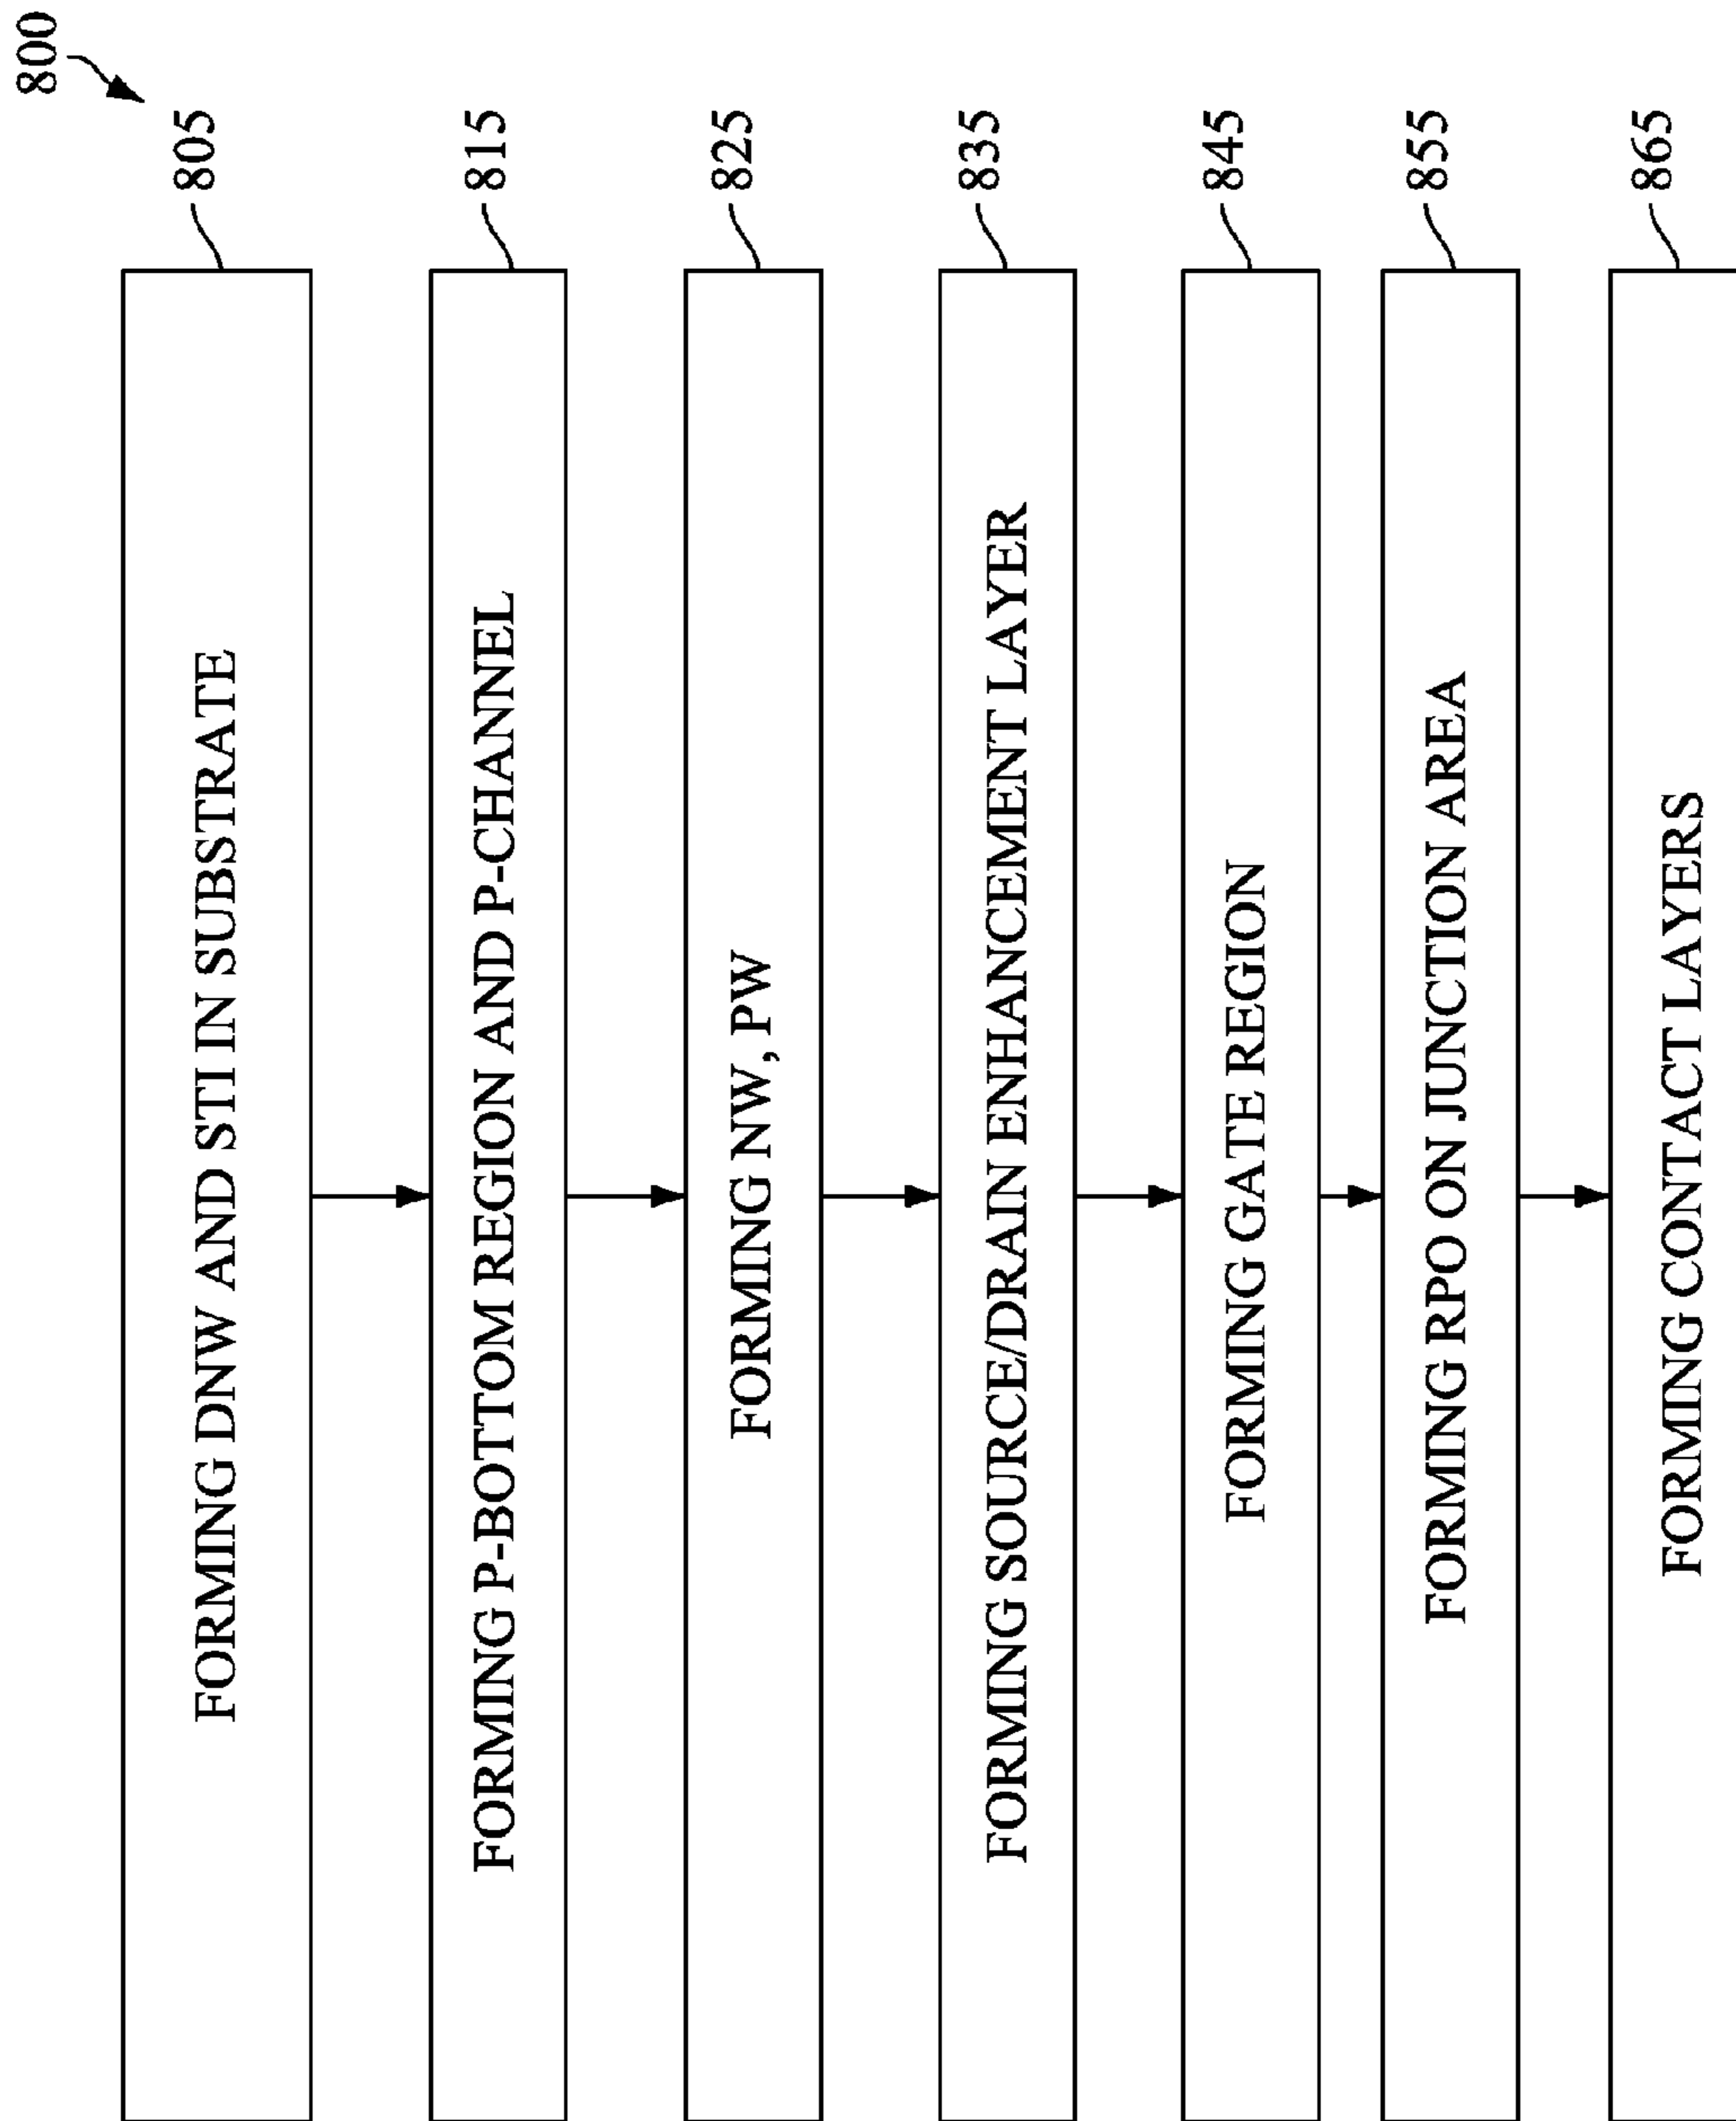 800
FORMING DNW AND STI IN SUBSTRATE
805
FORMING P-BOTTOM REGION AND P-CHANNEL
815
FORMING NW, PW
825
FORMING SOURCE/DRAIN ENHANCEMENT LAYER
835
FORMING GATE REGION
845
FORMING RPO ON JUNCTION AREA
855
FORMING CONTACT LAYERS
865